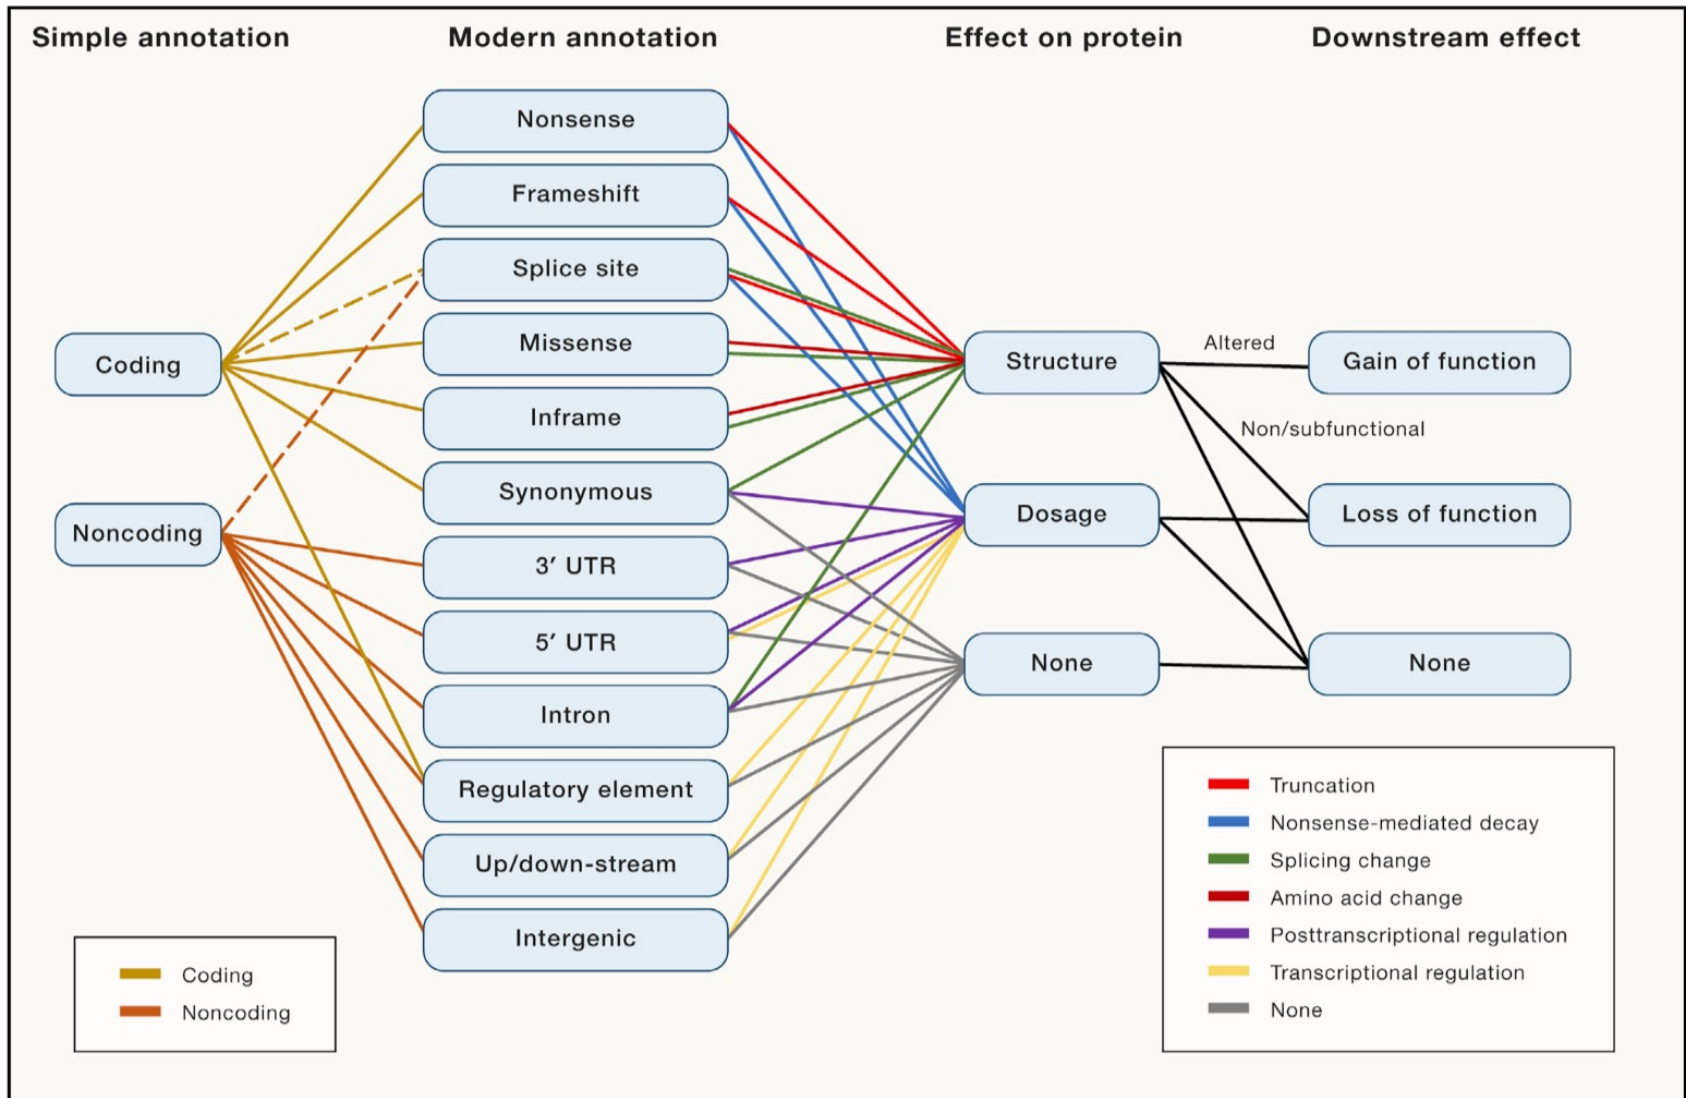 Simple annotation
Modern annotation
Effect on protein
Downstream effect
Nonsense
Frameshift
Splice site
Missense
Inframe
Synonymous
3′ UTR
5′ UTR
Intron
Regulatory element
Up/down-stream
Intergenic
Coding
Noncoding
Structure
Dosage
None
Altered
Non/subfunctional
Gain of function
Loss of function
None
Coding
Noncoding
Truncation
Nonsense-mediated decay
Splicing change
Amino acid change
Posttranscriptional regulation
Transcriptional regulation
None